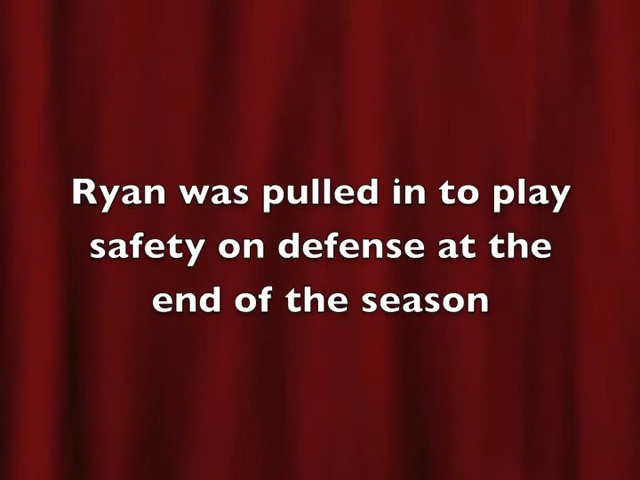 Ryan was pulled in to play
safety on defense at the
end of the season